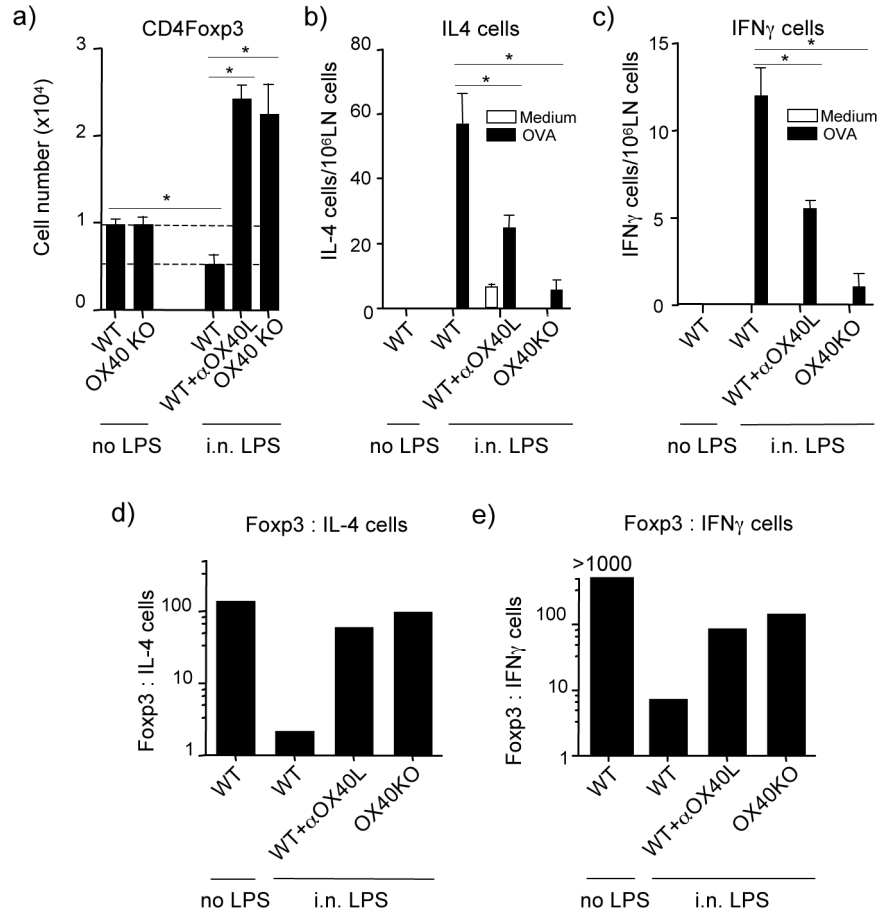 a)
CD4Foxp3
Cell number (x10⁴)
3
2
1
0
*
*
*
WT
OX40 KO
WT
WT+αOX40L
OX40 KO
no LPS
i.n. LPS
b)
IL4 cells
IL-4 cells/10⁶LN cells
80
60
40
20
0
*
*
Medium
OVA
WT
WT
WT+αOX40L
OX40KO
no LPS
i.n. LPS
c)
IFNγ cells
IFNγ cells/10⁶LN cells
15
10
5
0
*
*
Medium
OVA
WT
WT
WT+αOX40L
OX40KO
no LPS
i.n. LPS
d)
Foxp3 : IL-4 cells
Foxp3 : IL-4 cells
100
10
1
WT
WT
WT+αOX40L
OX40KO
no LPS
i.n. LPS
e)
Foxp3 : IFNγ cells
Foxp3 : IFNγ cells
>1000
100
10
1
WT
WT
WT+αOX40L
OX40KO
no LPS
i.n. LPS